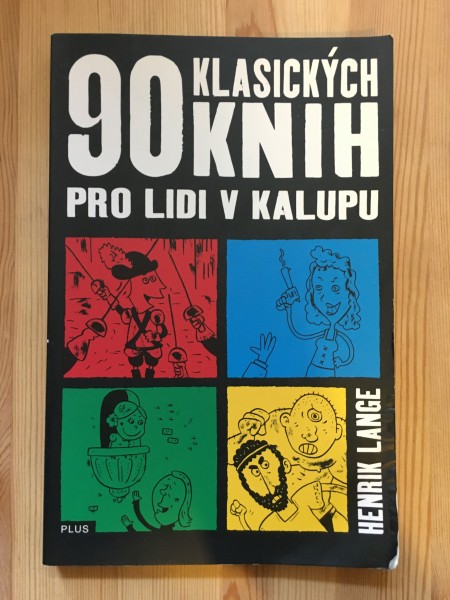 90 KLASICKÝCH
KNIH
PRO LIDI V KALUPU
HENRIK LANGE
PLUS